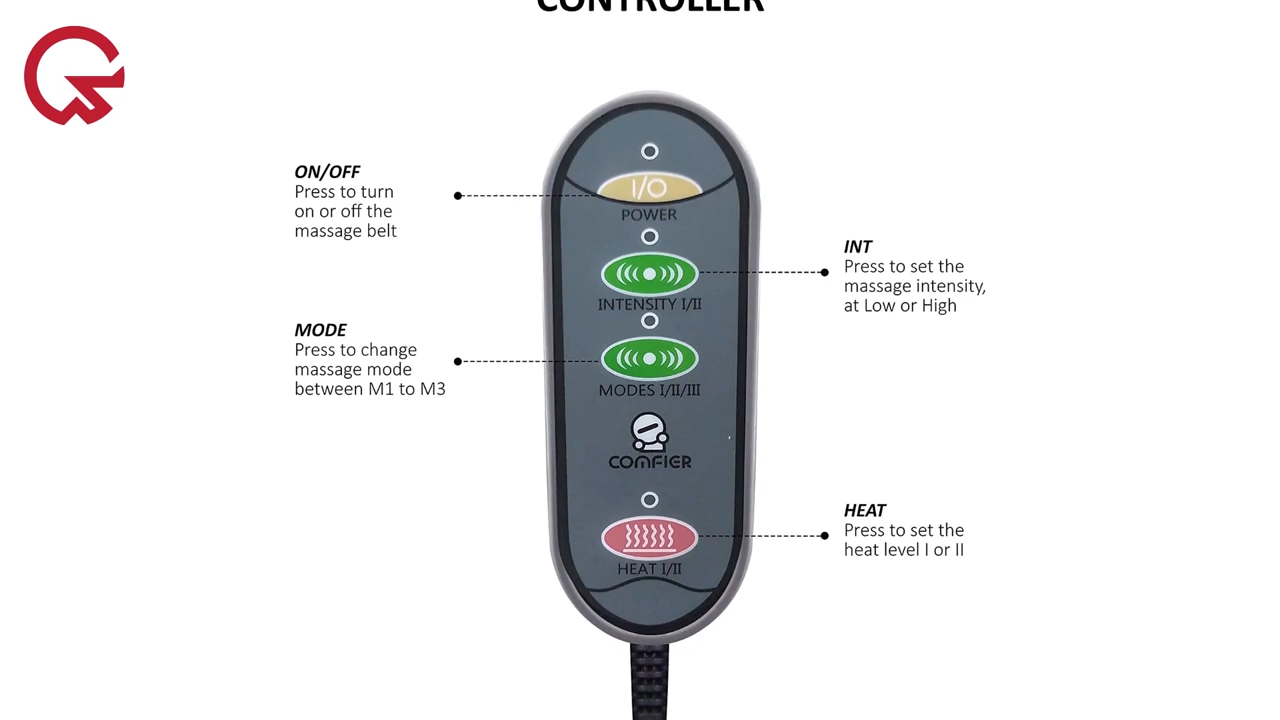 CONTROLLER
ON/OFF
Press to turn
on or off the
massage belt
I/O
POWER
INT
Press to set the
massage intensity,
at Low or High
INTENSITY I/II
MODE
Press to change
massage mode
between M1 to M3
MODES I/II/III
COMFIER
HEAT
Press to set the
heat level I or II
HEAT I/II